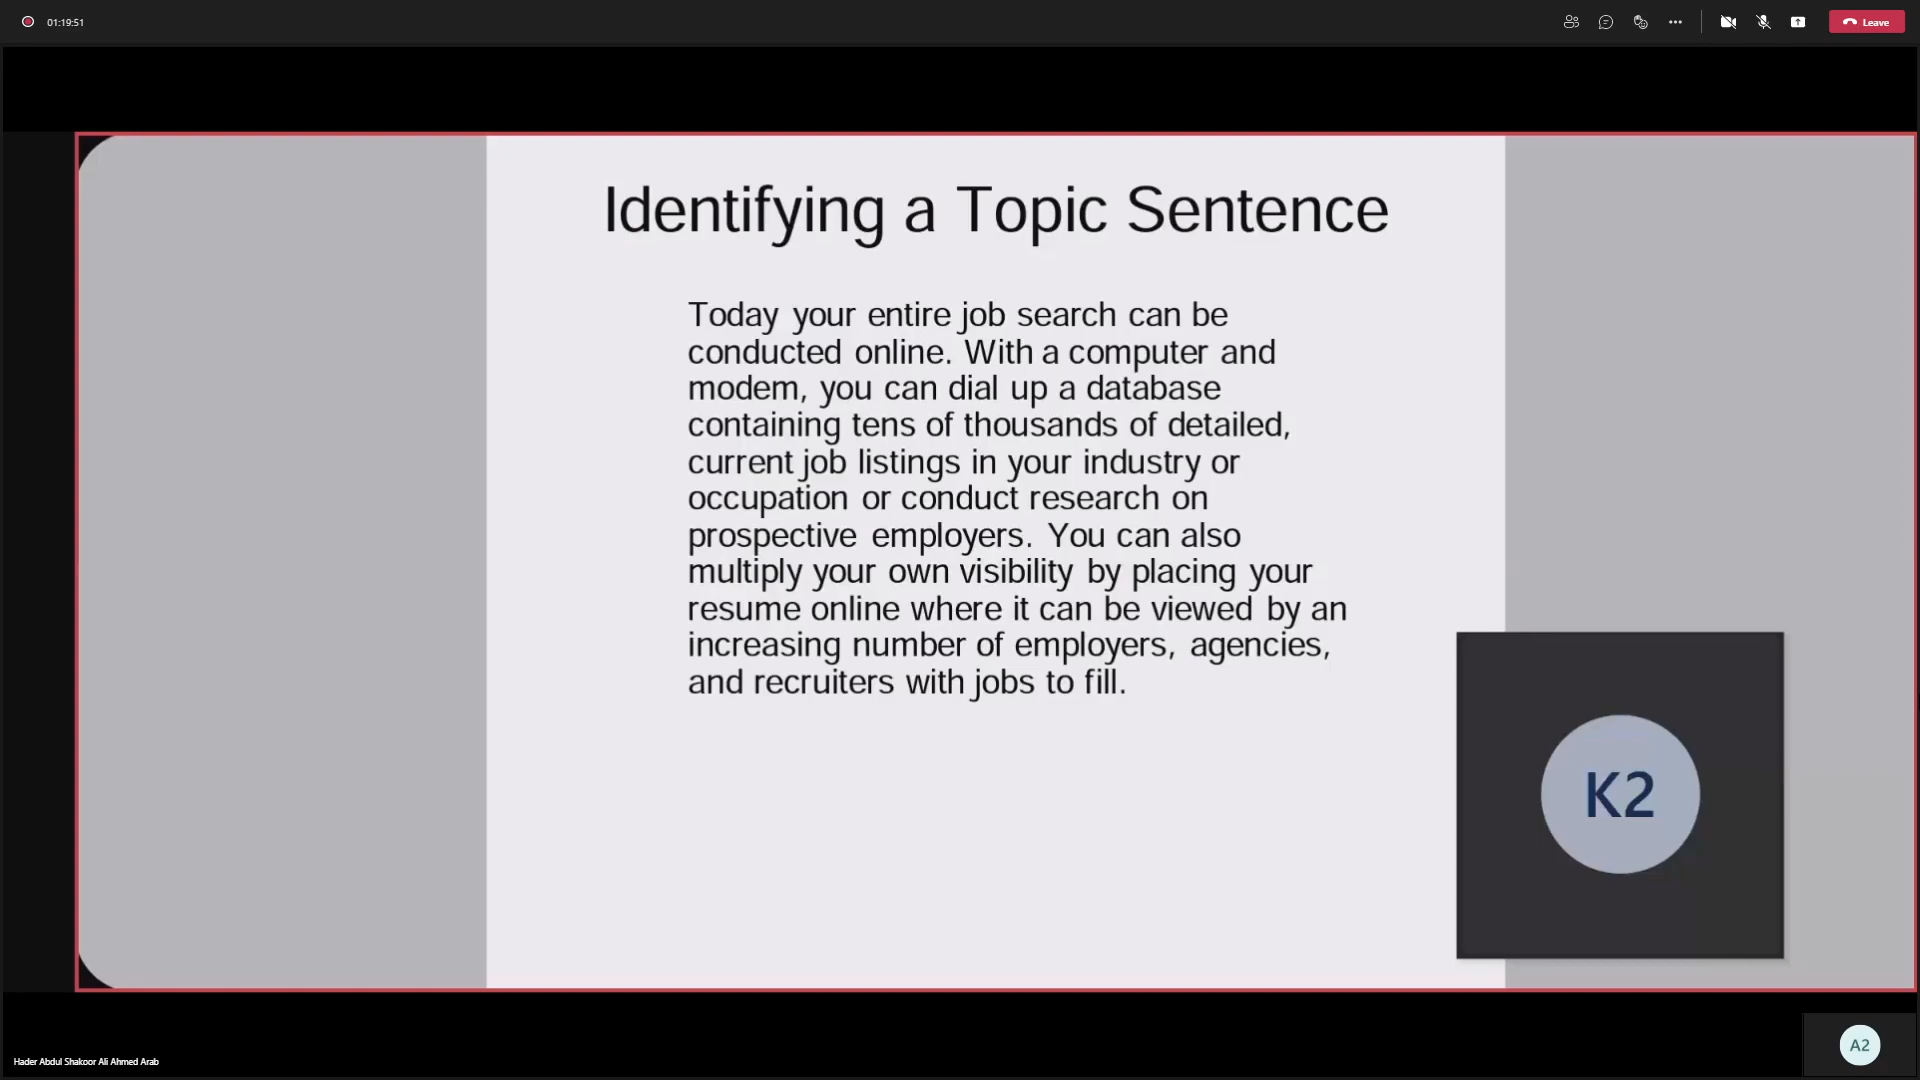 01:19:51
Leave
Identifying a Topic Sentence
Today your entire job search can be
conducted online. With a computer and
modem, you can dial up a database
containing tens of thousands of detailed,
current job listings in your industry or
occupation or conduct research on
prospective employers. You can also
multiply your own visibility by placing your
resume online where it can be viewed by an
increasing number of employers, agencies,
and recruiters with jobs to fill.
K2
A2
Hader Abdul Shakoor Ali Ahmed Arab